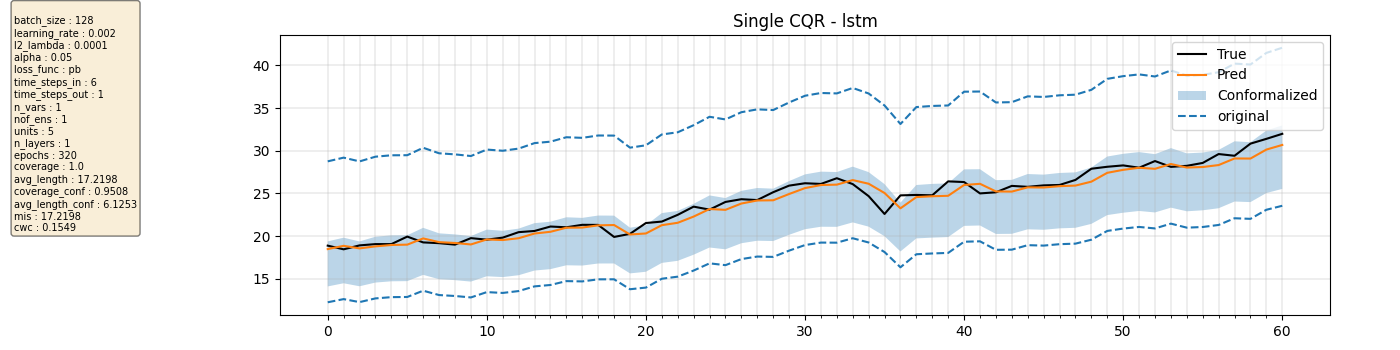 batch_size : 128
learning_rate : 0.002
l2_lambda : 0.0001
alpha : 0.05
loss_func : pb
time_steps_in : 6
time_steps_out : 1
n_vars : 1
nof_ens : 1
units : 5
n_layers : 1
epochs : 320
coverage : 1.0
avg_length : 17.2198
coverage_conf : 0.9508
avg_length_conf : 6.1253
mis : 17.2198
cwc : 0.1549
Single CQR - lstm
True
Pred
Conformalized
original
40
35
30
25
20
15
0 10 20 30 40 50 60